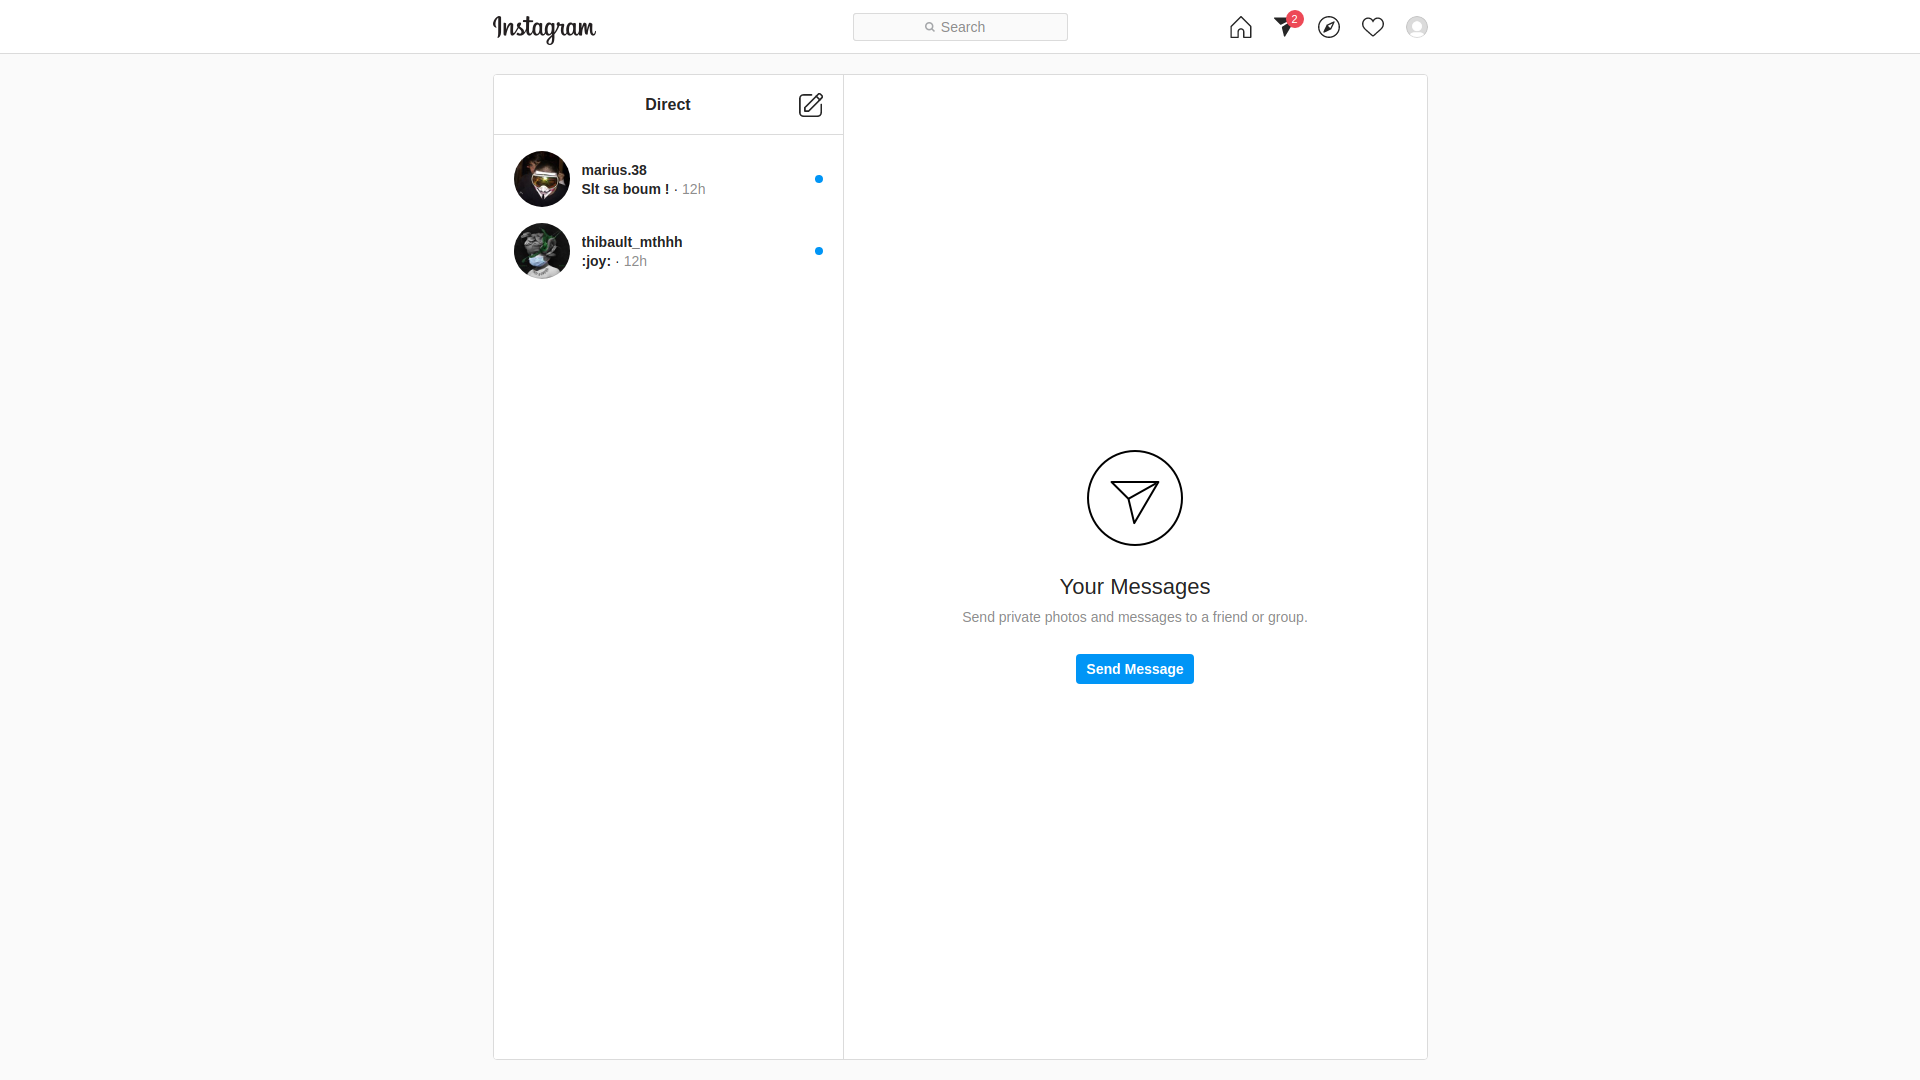 Instagram
Search
2
Direct
marius.38
Slt sa boum ! · 12h
thibault_mthhh
:joy: · 12h
Your Messages
Send private photos and messages to a friend or group.
Send Message